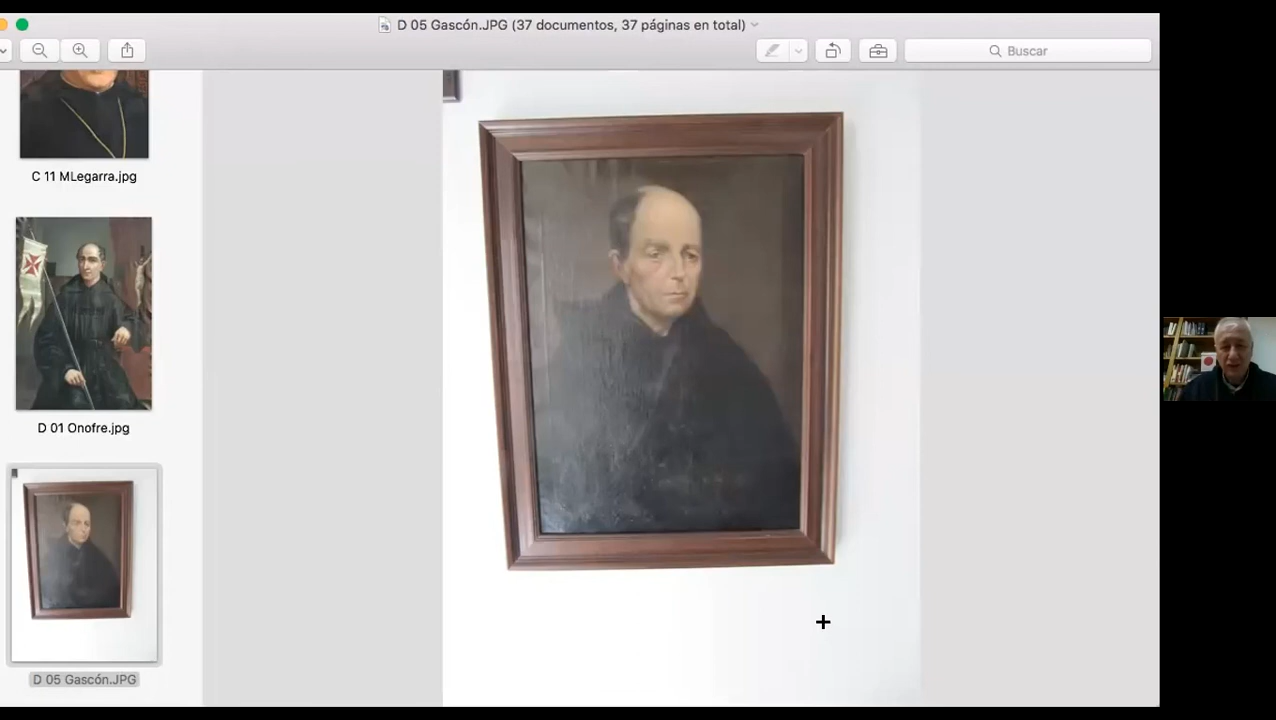 D 05 Gascón.JPG (37 documentos, 37 páginas en total)
Buscar
C 11 MLegarra.jpg
D 01 Onofre.jpg
D 05 Gascón.JPG